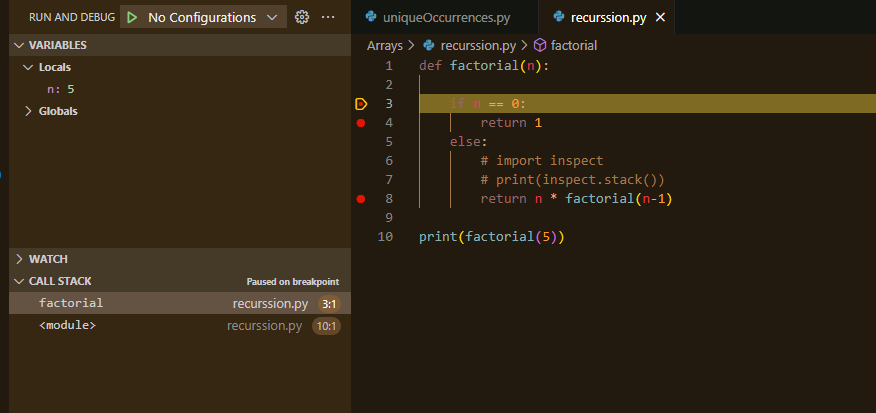 RUN AND DEBUG No Configurations ···
VARIABLES
Locals
n: 5
Globals
WATCH
CALL STACK Paused on breakpoint
factorial recurssion.py 3:1
<module> recurssion.py 10:1
uniqueOccurrences.py recurssion.py
Arrays > recurssion.py > factorial
1 def factorial(n):
2
3 if n == 0:
4 return 1
5 else:
6 # import inspect
7 # print(inspect.stack())
8 return n * factorial(n-1)
9
10 print(factorial(5))